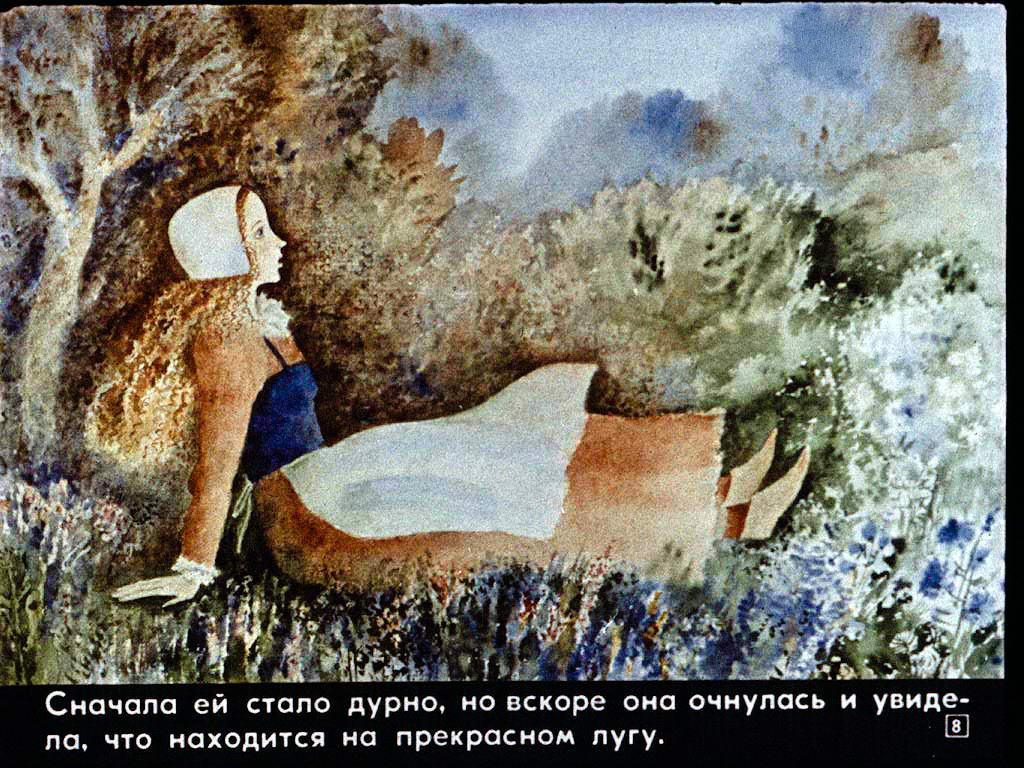 Сначала ей стало дурно, но вскоре она очнулась и увиде-
ла, что находится на прекрасном лугу.
8